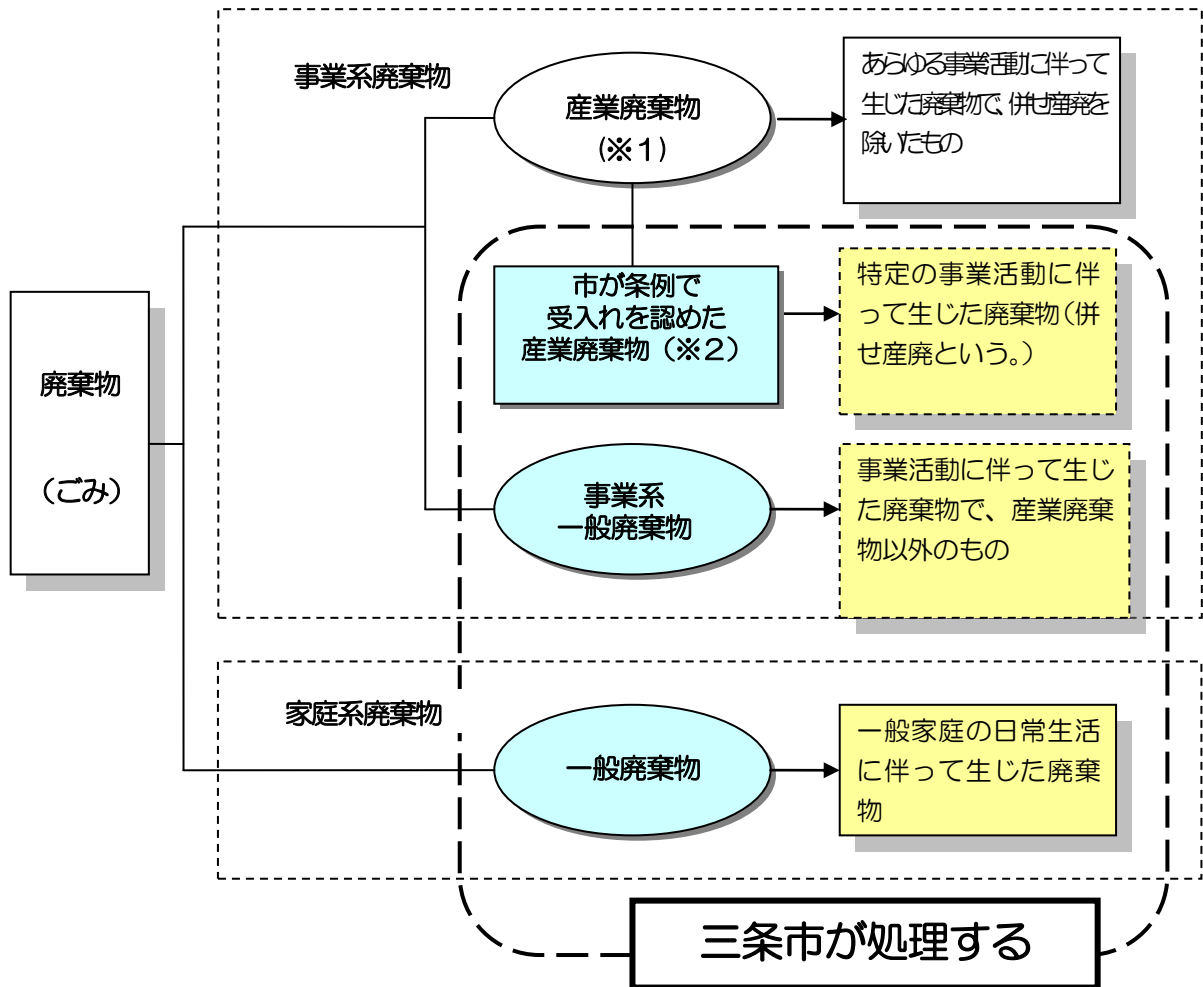 事業系廃棄物
産業廃棄物
(※1)
あらゆる事業活動に伴って
生じた廃棄物で、併せ産廃を
除いたもの
市が条例で
受入れを認めた
産業廃棄物（※2）
特定の事業活動に伴
って生じた廃棄物（併
せ産廃という。）
廃棄物
（ごみ）
事業系
一般廃棄物
事業活動に伴って生じ
た廃棄物で、産業廃棄
物以外のもの
家庭系廃棄物
一般廃棄物
一般家庭の日常生活
に伴って生じた廃棄
物
三条市が処理する